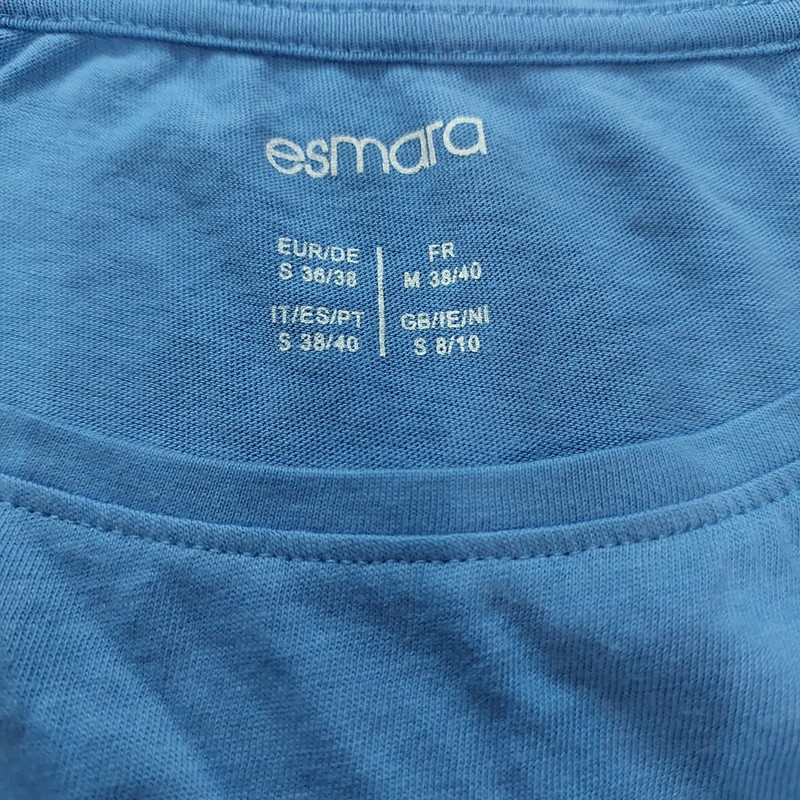 esmara
EUR/DE
S 36/38
FR
M 38/40
IT/ES/PT
S 38/40
GB/IE/NI
S 8/10